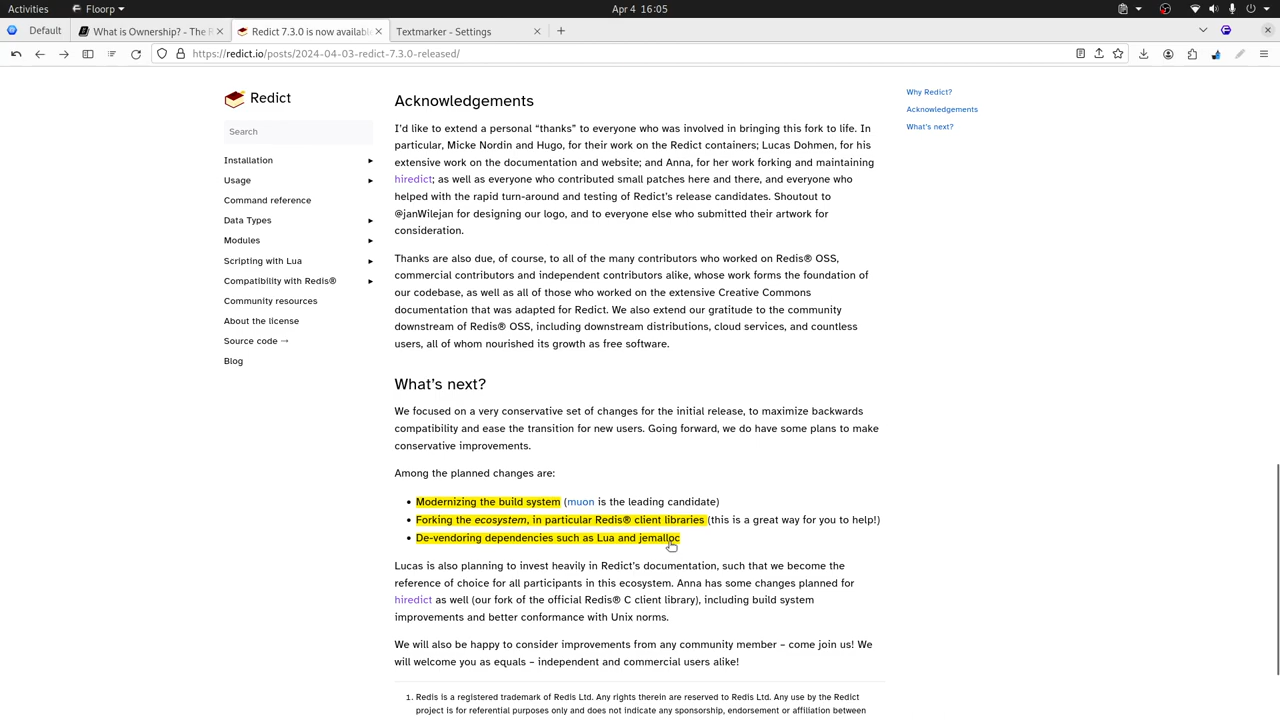 Activities
Floorp
Apr 4 16:05
Default
What is Ownership? - The R
Redict 7.3.0 is now availab
Textmarker - Settings
https://redict.io/posts/2024-04-03-redict-7.3.0-released/
Redict
Search
Installation
Usage
Command reference
Data Types
Modules
Scripting with Lua
Compatibility with Redis®
Community resources
About the license
Source code →
Blog
Acknowledgements
I'd like to extend a personal “thanks” to everyone who was involved in bringing this fork to life. In
particular, Micke Nordin and Hugo, for their work on the Redict containers; Lucas Dohmen, for his
extensive work on the documentation and website; and Anna, for her work forking and maintaining
hiredict; as well as everyone who contributed small patches here and there, and everyone who
helped with the rapid turn-around and testing of Redict's release candidates. Shoutout to
@janWilejan for designing our logo, and to everyone else who submitted their artwork for
consideration.
Thanks are also due, of course, to all of the many contributors who worked on Redis® OSS,
commercial contributors and independent contributors alike, whose work forms the foundation of
our codebase, as well as all of those who worked on the extensive Creative Commons
documentation that was adapted for Redict. We also extend our gratitude to the community
downstream of Redis® OSS, including downstream distributions, cloud services, and countless
users, all of whom nourished its growth as free software.
What's next?
We focused on a very conservative set of changes for the initial release, to maximize backwards
compatibility and ease the transition for new users. Going forward, we do have some plans to make
conservative improvements.
Among the planned changes are:
• Modernizing the build system (muon is the leading candidate)
• Forking the ecosystem, in particular Redis® client libraries (this is a great way for you to help!)
• De-vendoring dependencies such as Lua and jemalloc
Lucas is also planning to invest heavily in Redict's documentation, such that we become the
reference of choice for all participants in this ecosystem. Anna has some changes planned for
hiredict as well (our fork of the official Redis® C client library), including build system
improvements and better conformance with Unix norms.
We will also be happy to consider improvements from any community member – come join us! We
will welcome you as equals – independent and commercial users alike!
1. Redis is a registered trademark of Redis Ltd. Any rights therein are reserved to Redis Ltd. Any use by the Redict
project is for referential purposes only and does not indicate any sponsorship, endorsement or affiliation between
Why Redict?
Acknowledgements
What's next?